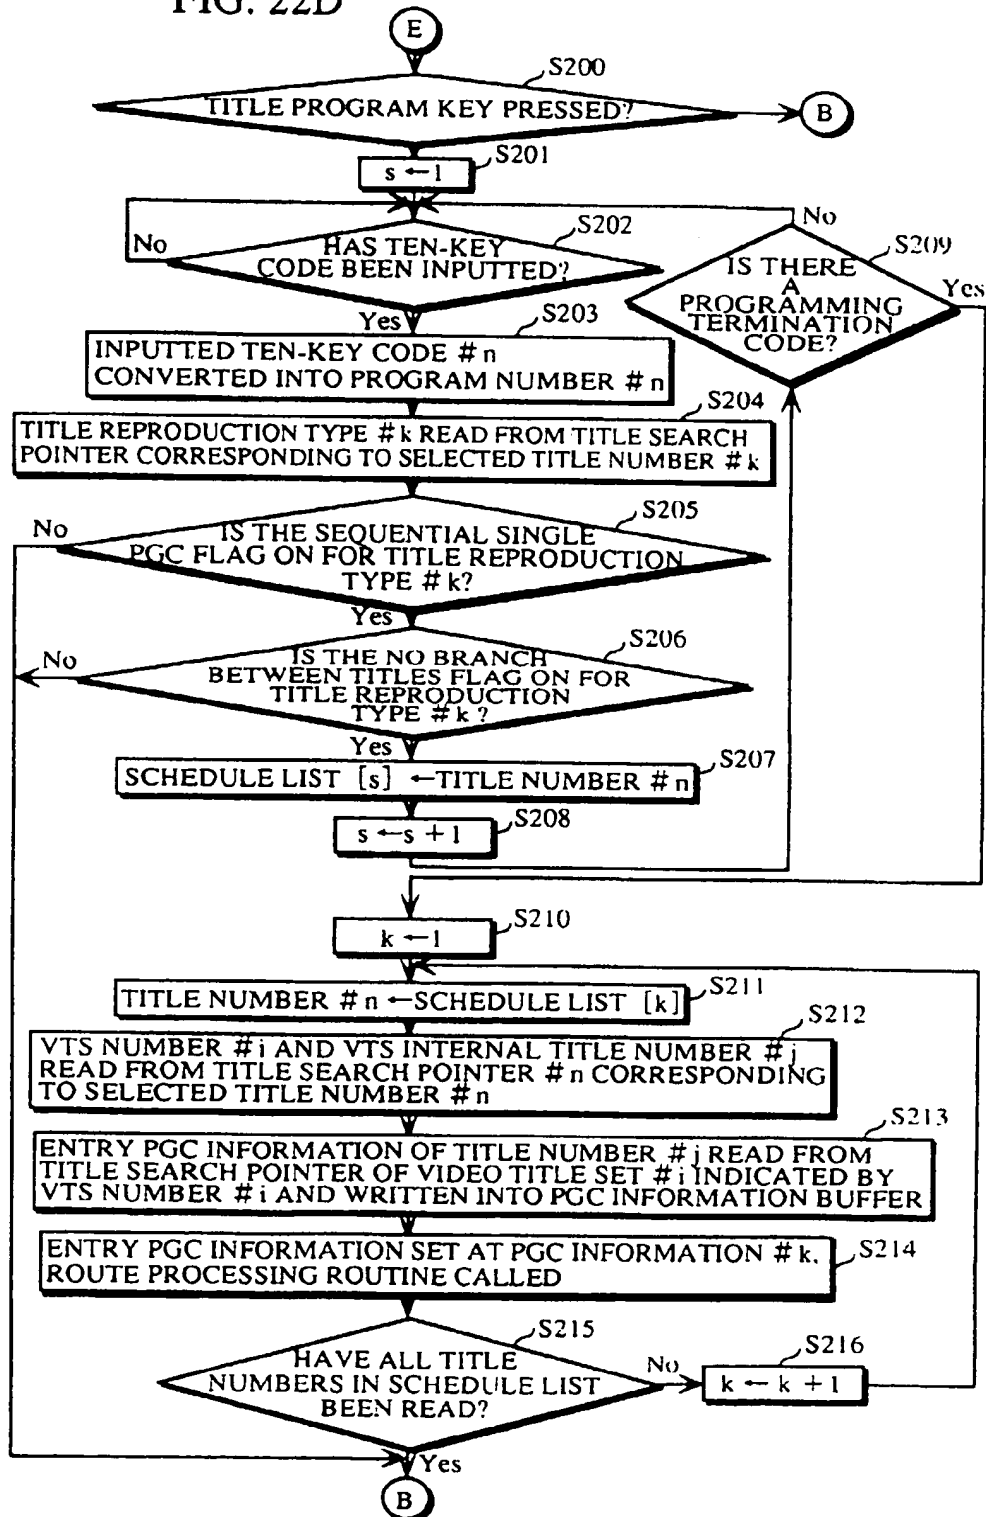 FIG. 22D
E
S200
TITLE PROGRAM KEY PRESSED?
B
S201
s ← 1
No
S202
HAS TEN-KEY
CODE BEEN INPUTTED?
Yes
No
S209
IS THERE
A
PROGRAMMING
TERMINATION
CODE?
Yes
S203
INPUTTED TEN-KEY CODE #n
CONVERTED INTO PROGRAM NUMBER #n
S204
TITLE REPRODUCTION TYPE #k READ FROM TITLE SEARCH
POINTER CORRESPONDING TO SELECTED TITLE NUMBER #k
S205
No
IS THE SEQUENTIAL SINGLE
PGC FLAG ON FOR TITLE REPRODUCTION
TYPE #k?
Yes
S206
No
IS THE NO BRANCH
BETWEEN TITLES FLAG ON FOR
TITLE REPRODUCTION
TYPE #k?
Yes
S207
SCHEDULE LIST [s] ←TITLE NUMBER #n
S208
s ←s + 1
S210
k ←1
S211
TITLE NUMBER #n ←SCHEDULE LIST [k]
S212
VTS NUMBER #i AND VTS INTERNAL TITLE NUMBER #j
READ FROM TITLE SEARCH POINTER #n CORRESPONDING
TO SELECTED TITLE NUMBER #n
S213
ENTRY PGC INFORMATION OF TITLE NUMBER #j READ FROM
TITLE SEARCH POINTER OF VIDEO TITLE SET #i INDICATED BY
VTS NUMBER #i AND WRITTEN INTO PGC INFORMATION BUFFER
S214
ENTRY PGC INFORMATION SET AT PGC INFORMATION #k.
ROUTE PROCESSING ROUTINE CALLED
S215
HAVE ALL TITLE
NUMBERS IN SCHEDULE LIST
BEEN READ?
No
S216
k ← k + 1
Yes
B